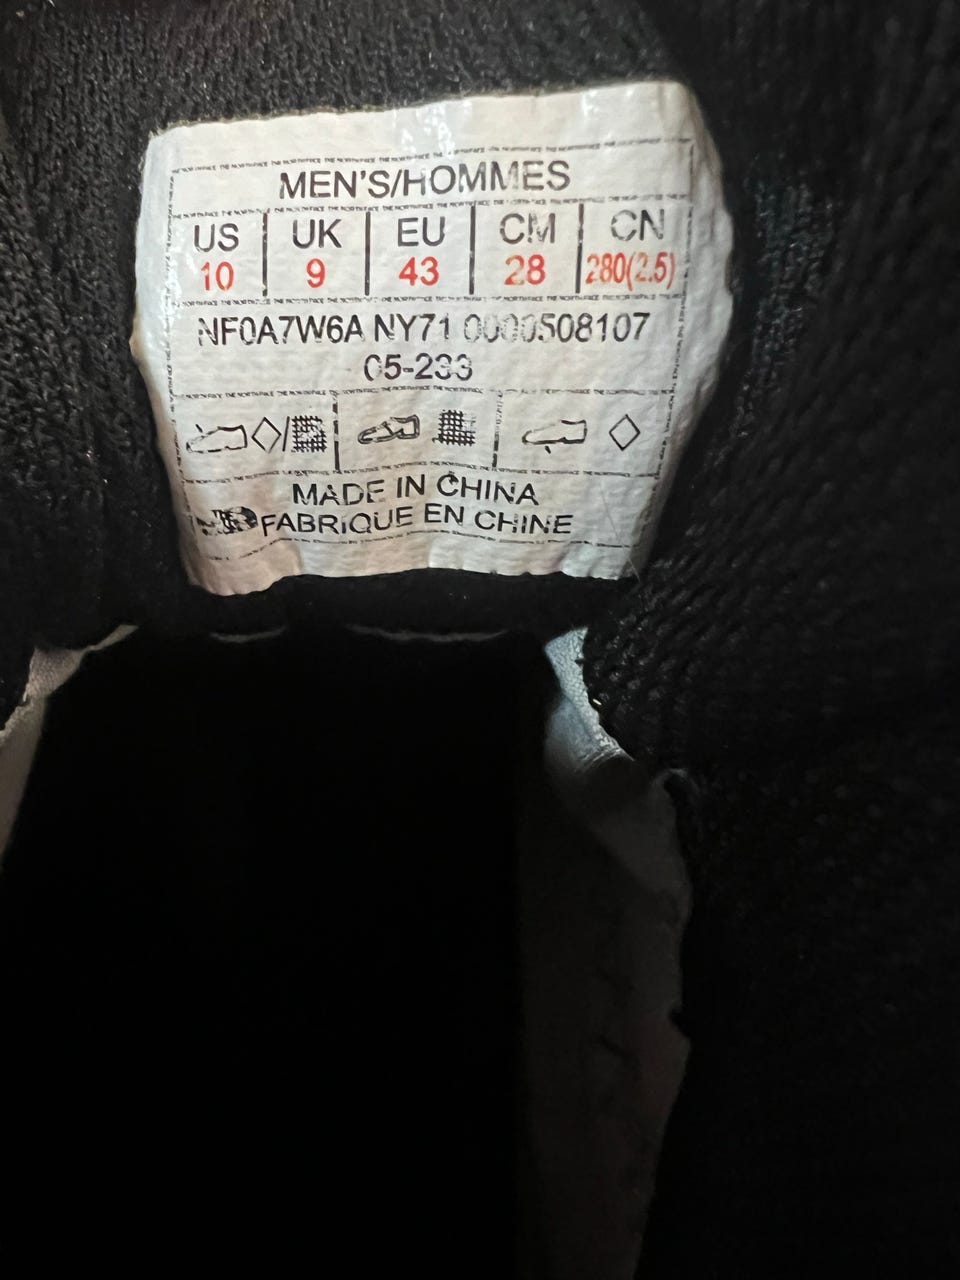 MEN'S/HOMMES
US UK EU CM CN
10 9 43 28 280(2.5)
NF0A7W6A NY71 0000508107
05-233
MADE IN CHINA
FABRIQUE EN CHINE